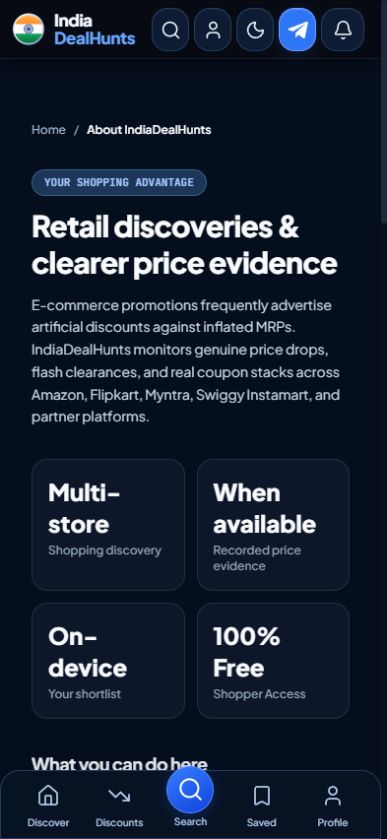 India
DealHunts
Home / About IndiaDealHunts
YOUR SHOPPING ADVANTAGE
Retail discoveries &
clearer price evidence
E-commerce promotions frequently advertise
artificial discounts against inflated MRPs.
IndiaDealHunts monitors genuine price drops,
flash clearances, and real coupon stacks across
Amazon, Flipkart, Myntra, Swiggy Instamart, and
partner platforms.
Multi-
store
Shopping discovery
When
available
Recorded price
evidence
On-
device
Your shortlist
100%
Free
Shopper Access
What you can do here
Discover
Discounts
Search
Saved
Profile